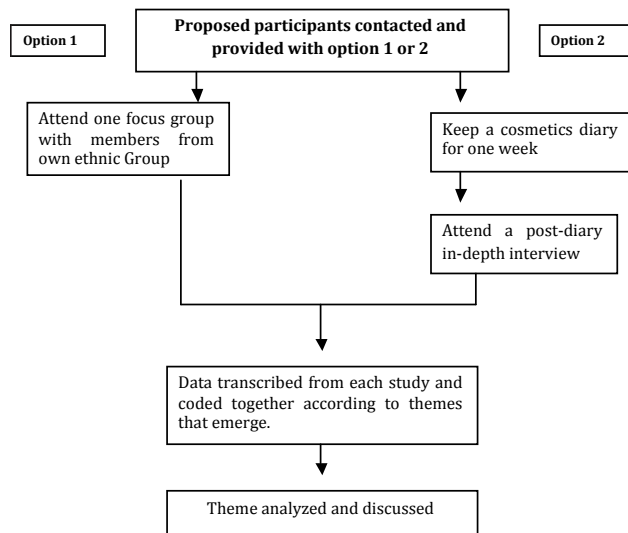 Option 1
Proposed participants contacted and
provided with option 1 or 2
Option 2
Attend one focus group
with members from
own ethnic Group
Keep a cosmetics diary
for one week
Attend a post-diary
in-depth interview
Data transcribed from each study and
coded together according to themes
that emerge.
Theme analyzed and discussed